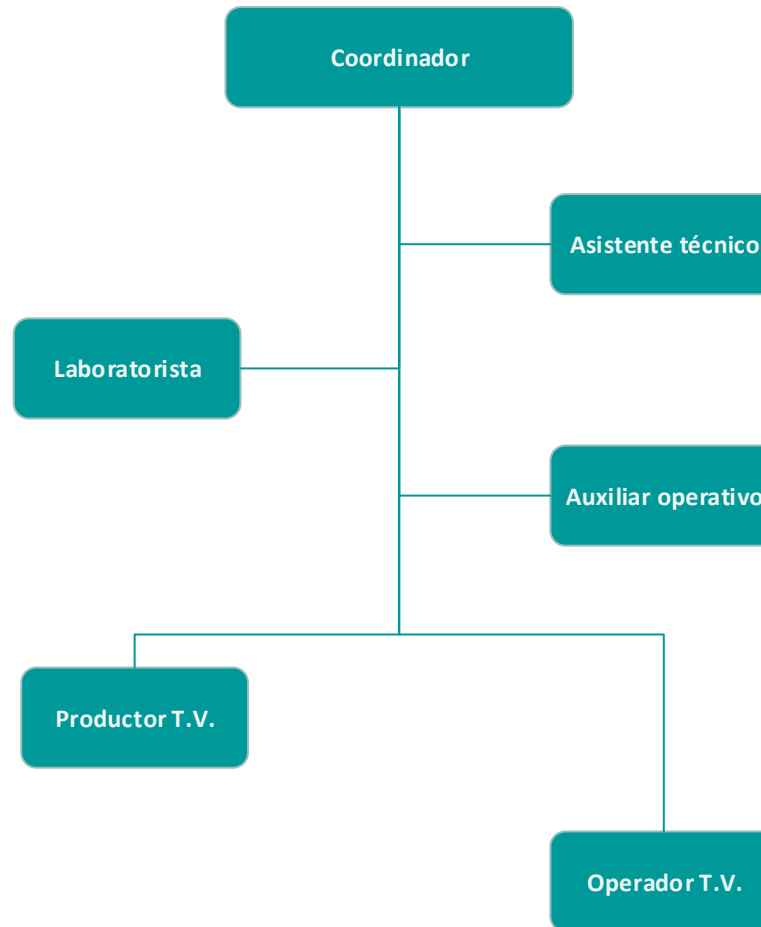 Coordinador
Asistente técnico
Laboratorista
Auxiliar operativo
Productor T.V.
Operador T.V.